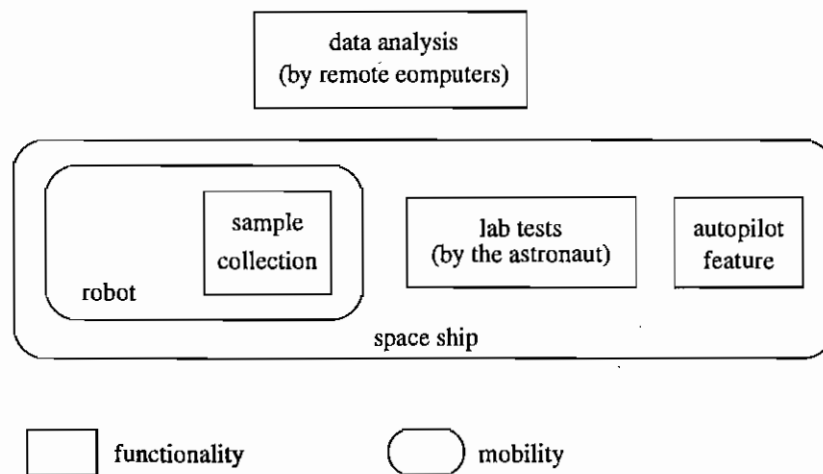 data analysis
(by remote eomputers)
sample
collection
robot
lab tests
(by the astronaut)
autopilot
feature
space ship
functionality
mobility